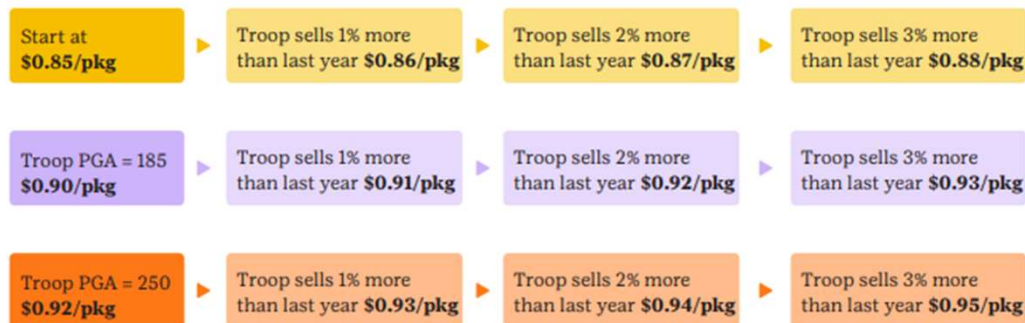 Start at
$0.85/pkg
Troop sells 1% more
than last year $0.86/pkg
Troop sells 2% more
than last year $0.87/pkg
Troop sells 3% more
than last year $0.88/pkg
Troop PGA = 185
$0.90/pkg
Troop sells 1% more
than last year $0.91/pkg
Troop sells 2% more
than last year $0.92/pkg
Troop sells 3% more
than last year $0.93/pkg
Troop PGA = 250
$0.92/pkg
Troop sells 1% more
than last year $0.93/pkg
Troop sells 2% more
than last year $0.94/pkg
Troop sells 3% more
than last year $0.95/pkg